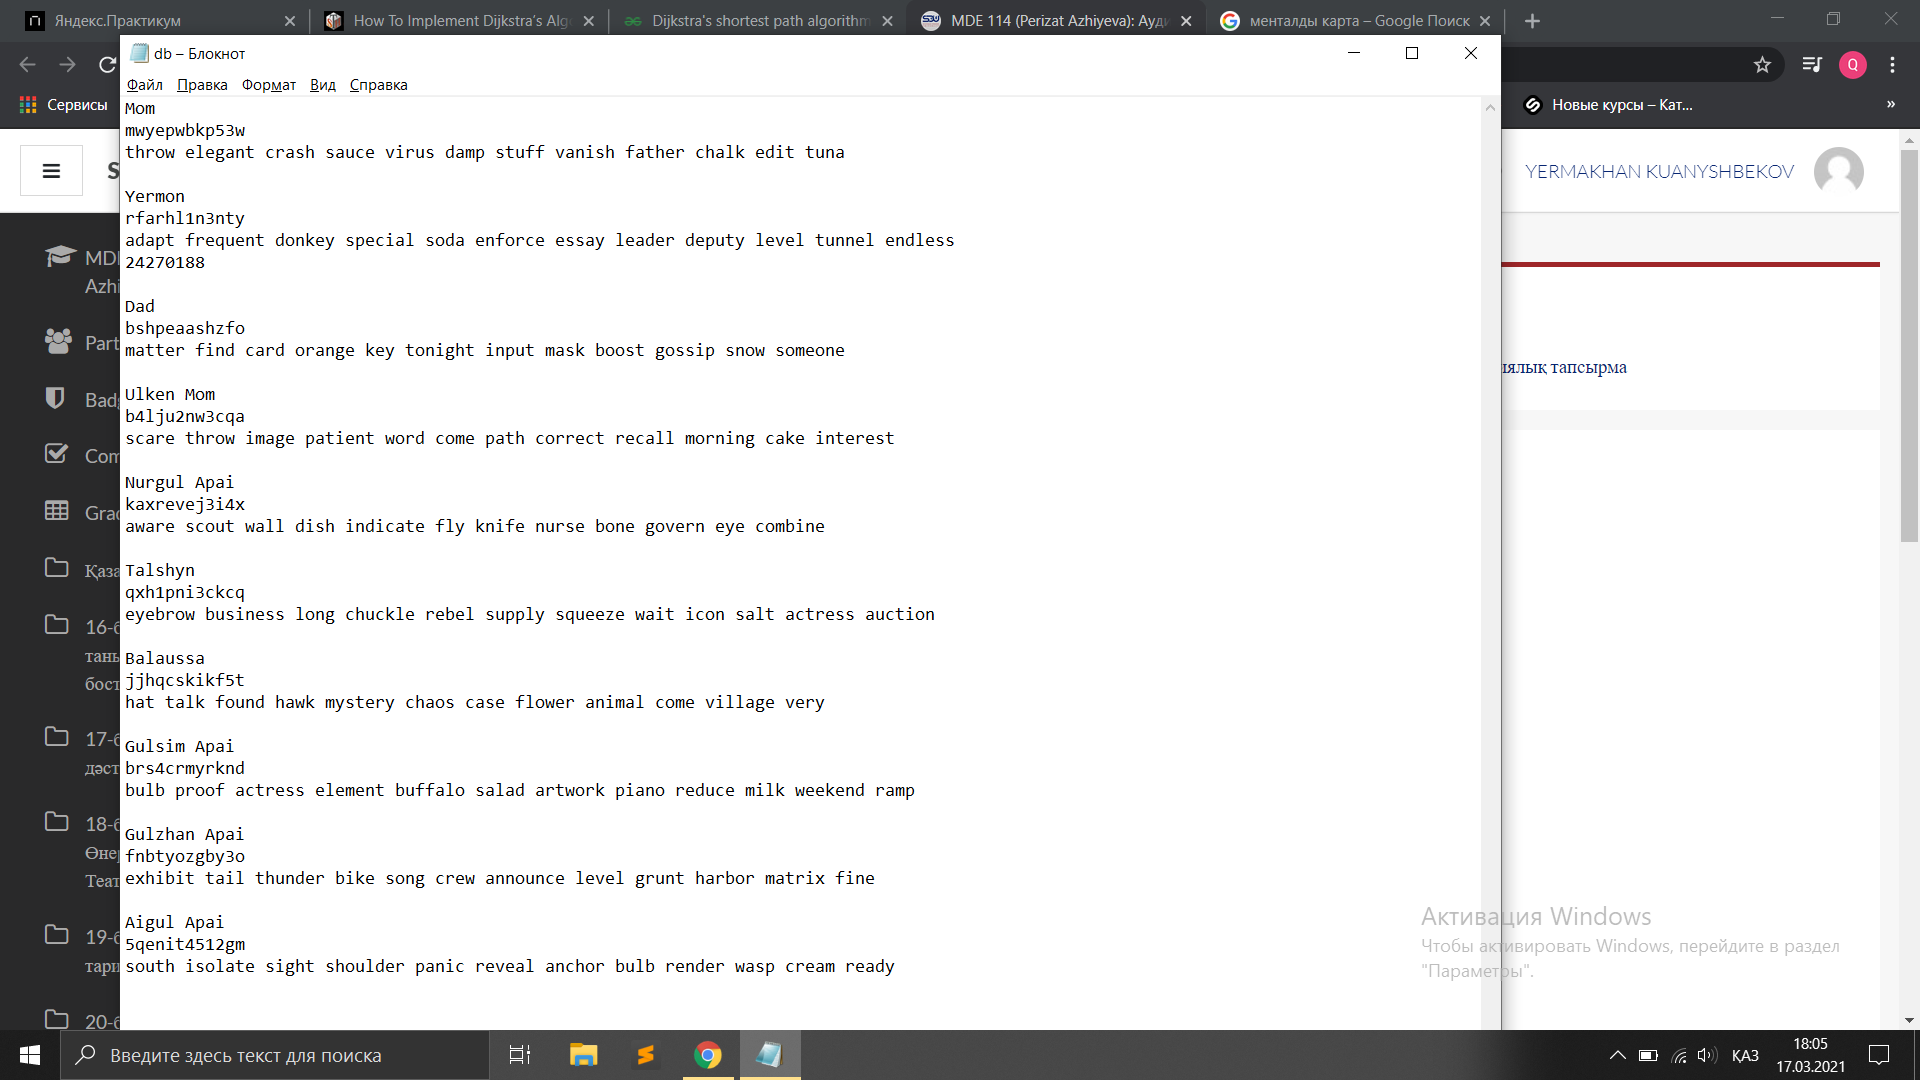 Яндекс.Практикум
How To Implement Dijkstra's Alg
Dijkstra's shortest path algorithm
MDE 114 (Perizat Azhiyeva): Ауди
менталды карта – Google Поиск
db – Блокнот
Файл Правка Формат Вид Справка
Q
Сервисы
Новые курсы – Кат...
»
S
YERMAKHAN KUANYSHBEKOV
Mom
mwyepwbkp53w
throw elegant crash sauce virus damp stuff vanish father chalk edit tuna
Yermon
rfarhl1n3nty
adapt frequent donkey special soda enforce essay leader deputy level tunnel endless
24270188
Dad
bshpeaashzfo
matter find card orange key tonight input mask boost gossip snow someone
Ulken Mom
b4lju2nw3cqa
scare throw image patient word come path correct recall morning cake interest
Nurgul Apai
kaxrevej3i4x
aware scout wall dish indicate fly knife nurse bone govern eye combine
Talshyn
qxh1pni3ckcq
eyebrow business long chuckle rebel supply squeeze wait icon salt actress auction
Balaussa
jjhqcskikf5t
hat talk found hawk mystery chaos case flower animal come village very
Gulsim Apai
brs4crmyrknd
bulb proof actress element buffalo salad artwork piano reduce milk weekend ramp
Gulzhan Apai
fnbtyozgby3o
exhibit tail thunder bike song crew announce level grunt harbor matrix fine
Aigul Apai
5qenit4512gm
south isolate sight shoulder panic reveal anchor bulb render wasp cream ready
MDE
Azhi
Part
Badg
Com
Grad
Қаза
16-б
таны
бост
17-б
дәст
18-б
Өнер
Теат
19-б
тари
20-б
иялық тапсырма
Активация Windows
Чтобы активировать Windows, перейдите в раздел
"Параметры".
Введите здесь текст для поиска
ҚАЗ
18:05
17.03.2021